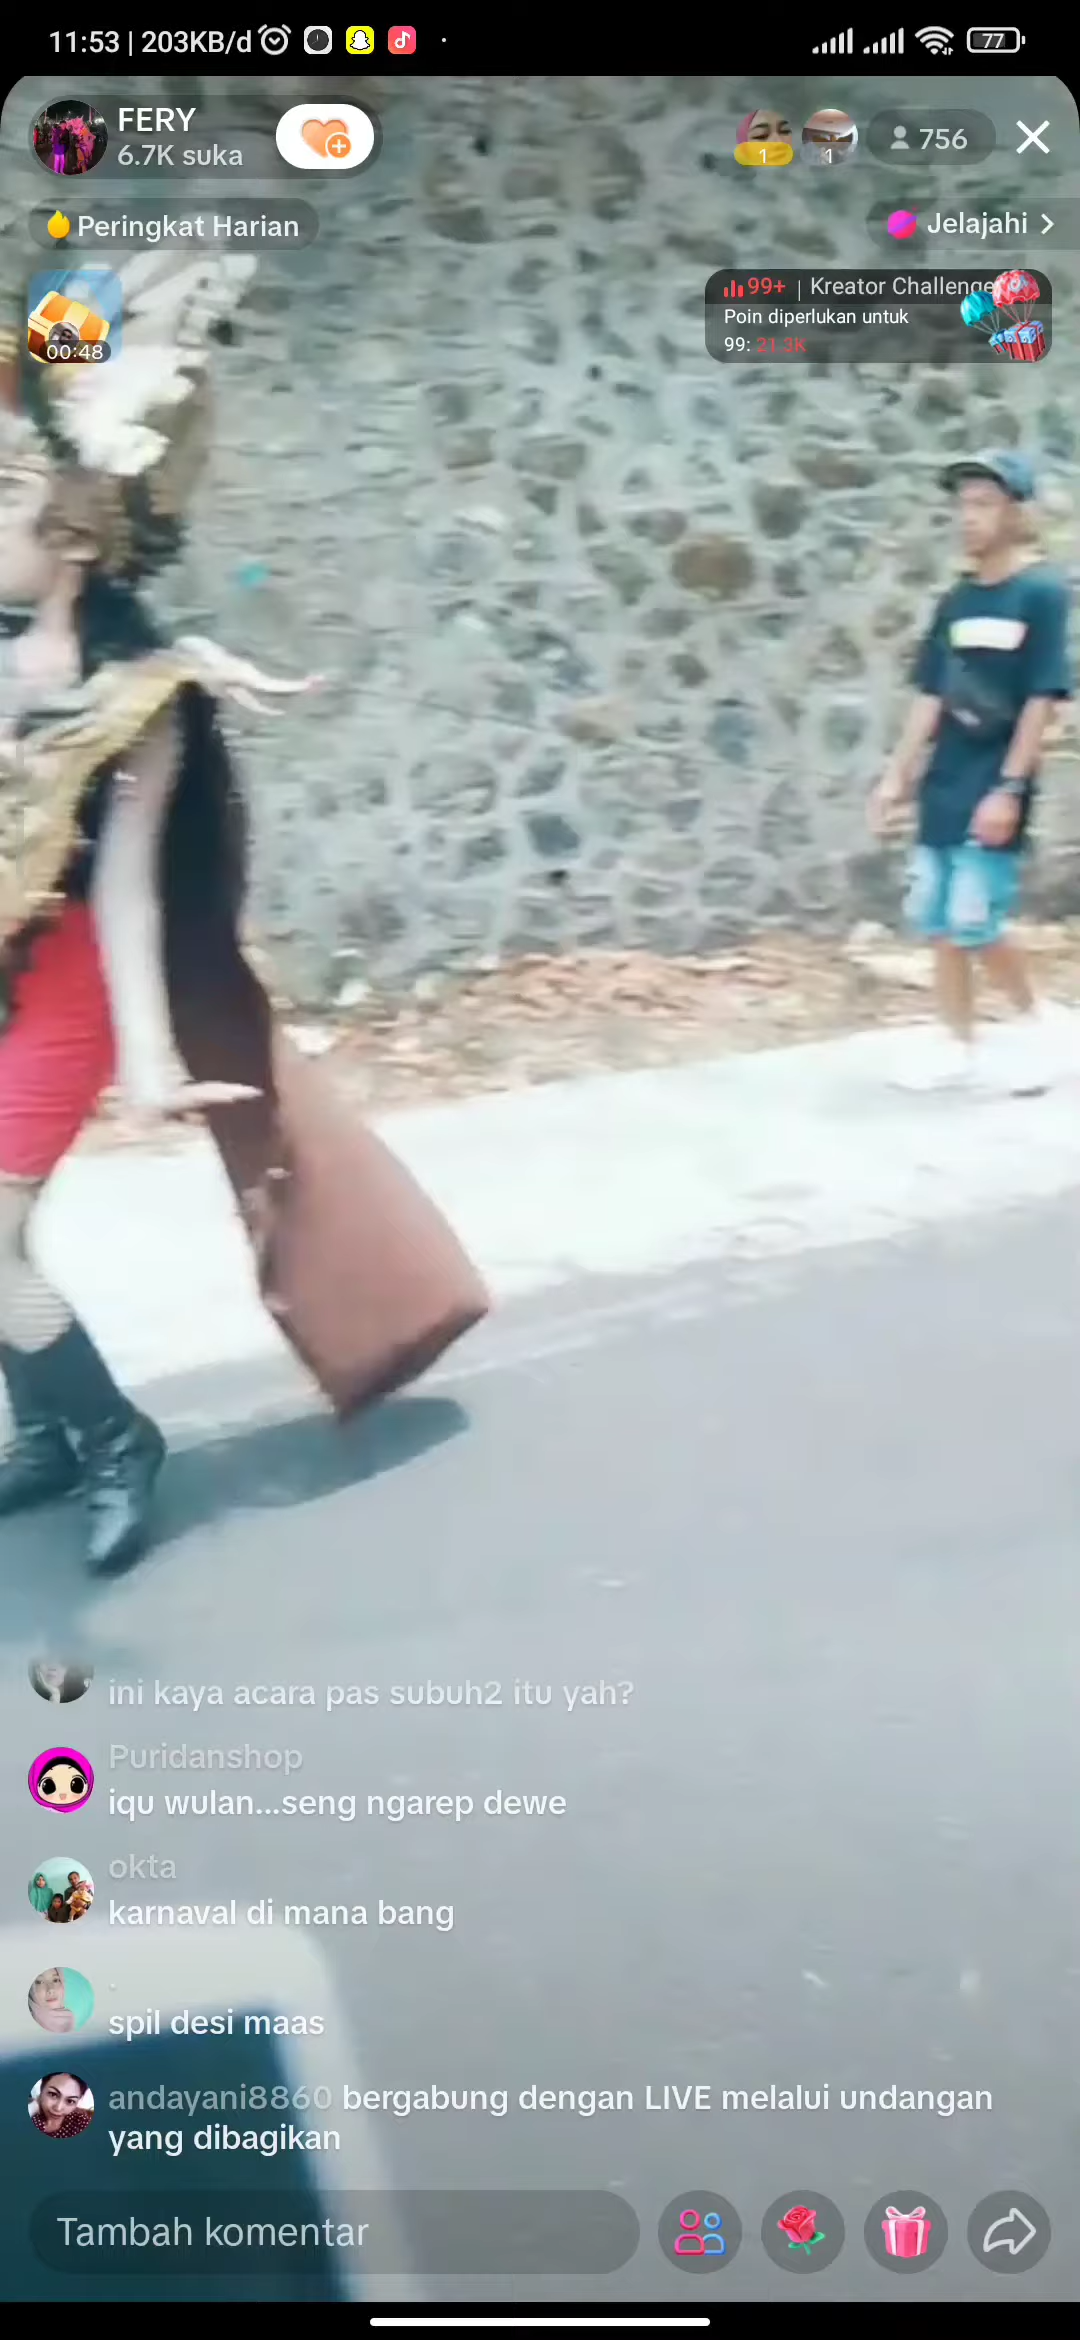 11:53 | 203KB/d
77
FERY
6.7K suka
1
1
756
Peringkat Harian
Jelajahi
00:48
99+ | Kreator Challenge
Poin diperlukan untuk
99: 21.3K
ini kaya acara pas subuh2 itu yah?
Puridanshop
iqu wulan...seng ngarep dewe
okta
karnaval di mana bang
.
spil desi maas
andayani8860 bergabung dengan LIVE melalui undangan
yang dibagikan
Tambah komentar